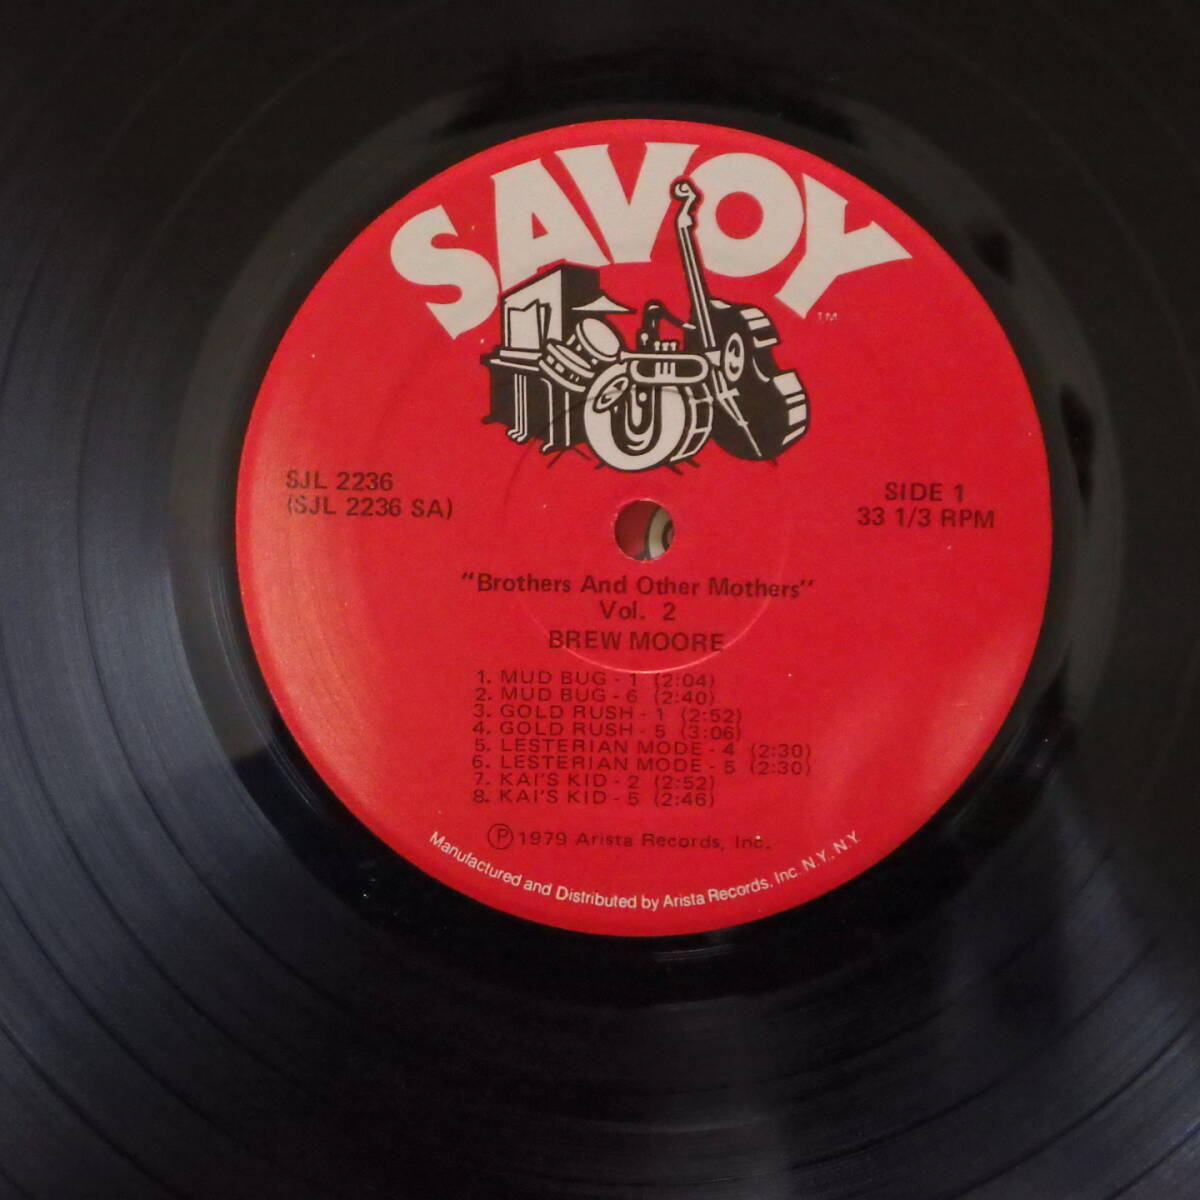 SAVOY
TM
SJL 2236
(SJL 2236 SA)
SIDE 1
33 1/3 RPM
"Brothers And Other Mothers"
Vol. 2
BREW MOORE
1. MUD BUG - 1 (2:04)
2. MUD BUG - 6 (2:40)
3. GOLD RUSH - 1 (2:52)
4. GOLD RUSH - 5 (3:06)
5. LESTERIAN MODE - 4 (2:30)
6. LESTERIAN MODE - 5 (2:30)
7. KAI'S KID - 2 (2:52)
8. KAI'S KID - 5 (2:46)
Ⓟ 1979 Arista Records, Inc.
Manufactured and Distributed by Arista Records, Inc. N.Y., N.Y.